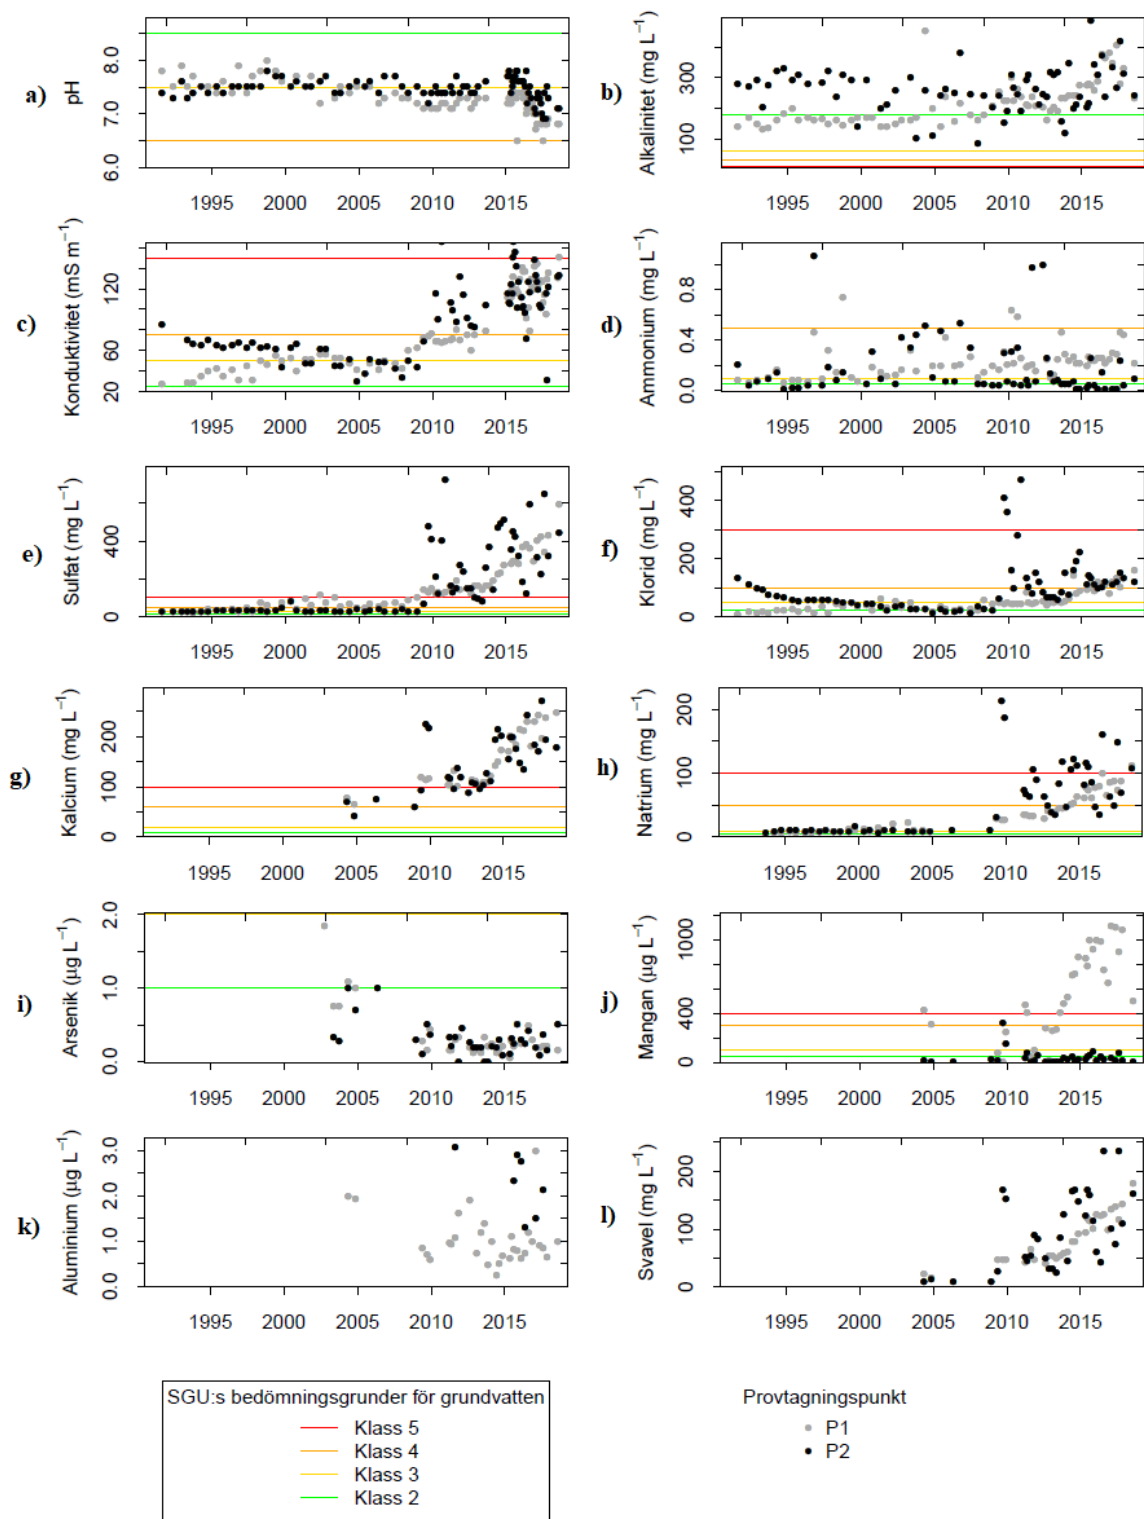 a)
pH
6.0 7.0 8.0
1995 2000 2005 2010 2015
b)
Alkalinitet (mg L⁻¹)
100 300
1995 2000 2005 2010 2015
c)
Konduktivitet (mS m⁻¹)
20 60 120
1995 2000 2005 2010 2015
d)
Ammonium (mg L⁻¹)
0.0 0.4 0.8
1995 2000 2005 2010 2015
e)
Sulfat (mg L⁻¹)
0 400
1995 2000 2005 2010 2015
f)
Klorid (mg L⁻¹)
0 200 400
1995 2000 2005 2010 2015
g)
Kalcium (mg L⁻¹)
0 100 200
1995 2000 2005 2010 2015
h)
Natrium (mg L⁻¹)
0 50 100 200
1995 2000 2005 2010 2015
i)
Arsenik (µg L⁻¹)
0.0 1.0 2.0
1995 2000 2005 2010 2015
j)
Mangan (µg L⁻¹)
0 400 1000
1995 2000 2005 2010 2015
k)
Aluminium (µg L⁻¹)
0.0 1.0 2.0 3.0
1995 2000 2005 2010 2015
l)
Svavel (mg L⁻¹)
0 50 100 200
1995 2000 2005 2010 2015
SGU:s bedömningsgrunder för grundvatten
Klass 5
Klass 4
Klass 3
Klass 2
Provtagningspunkt
P1
P2